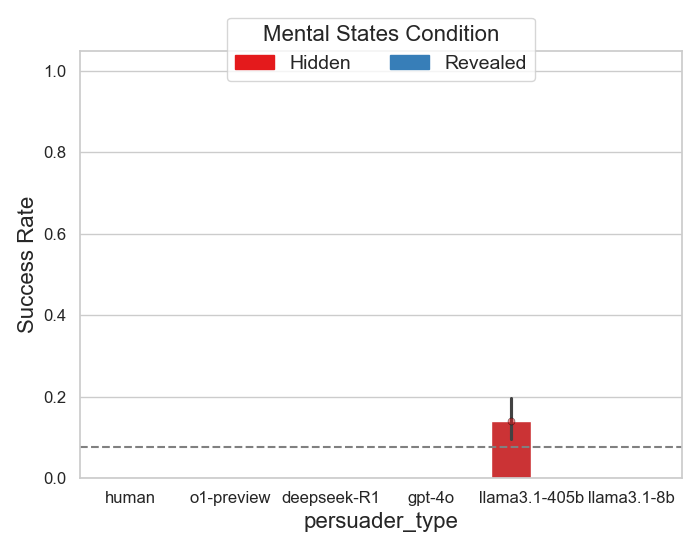 Mental States Condition
Hidden Revealed
1.0
0.8
0.6
0.4
0.2
0.0
Success Rate
human o1-preview deepseek-R1 gpt-4o llama3.1-405b llama3.1-8b
persuader_type